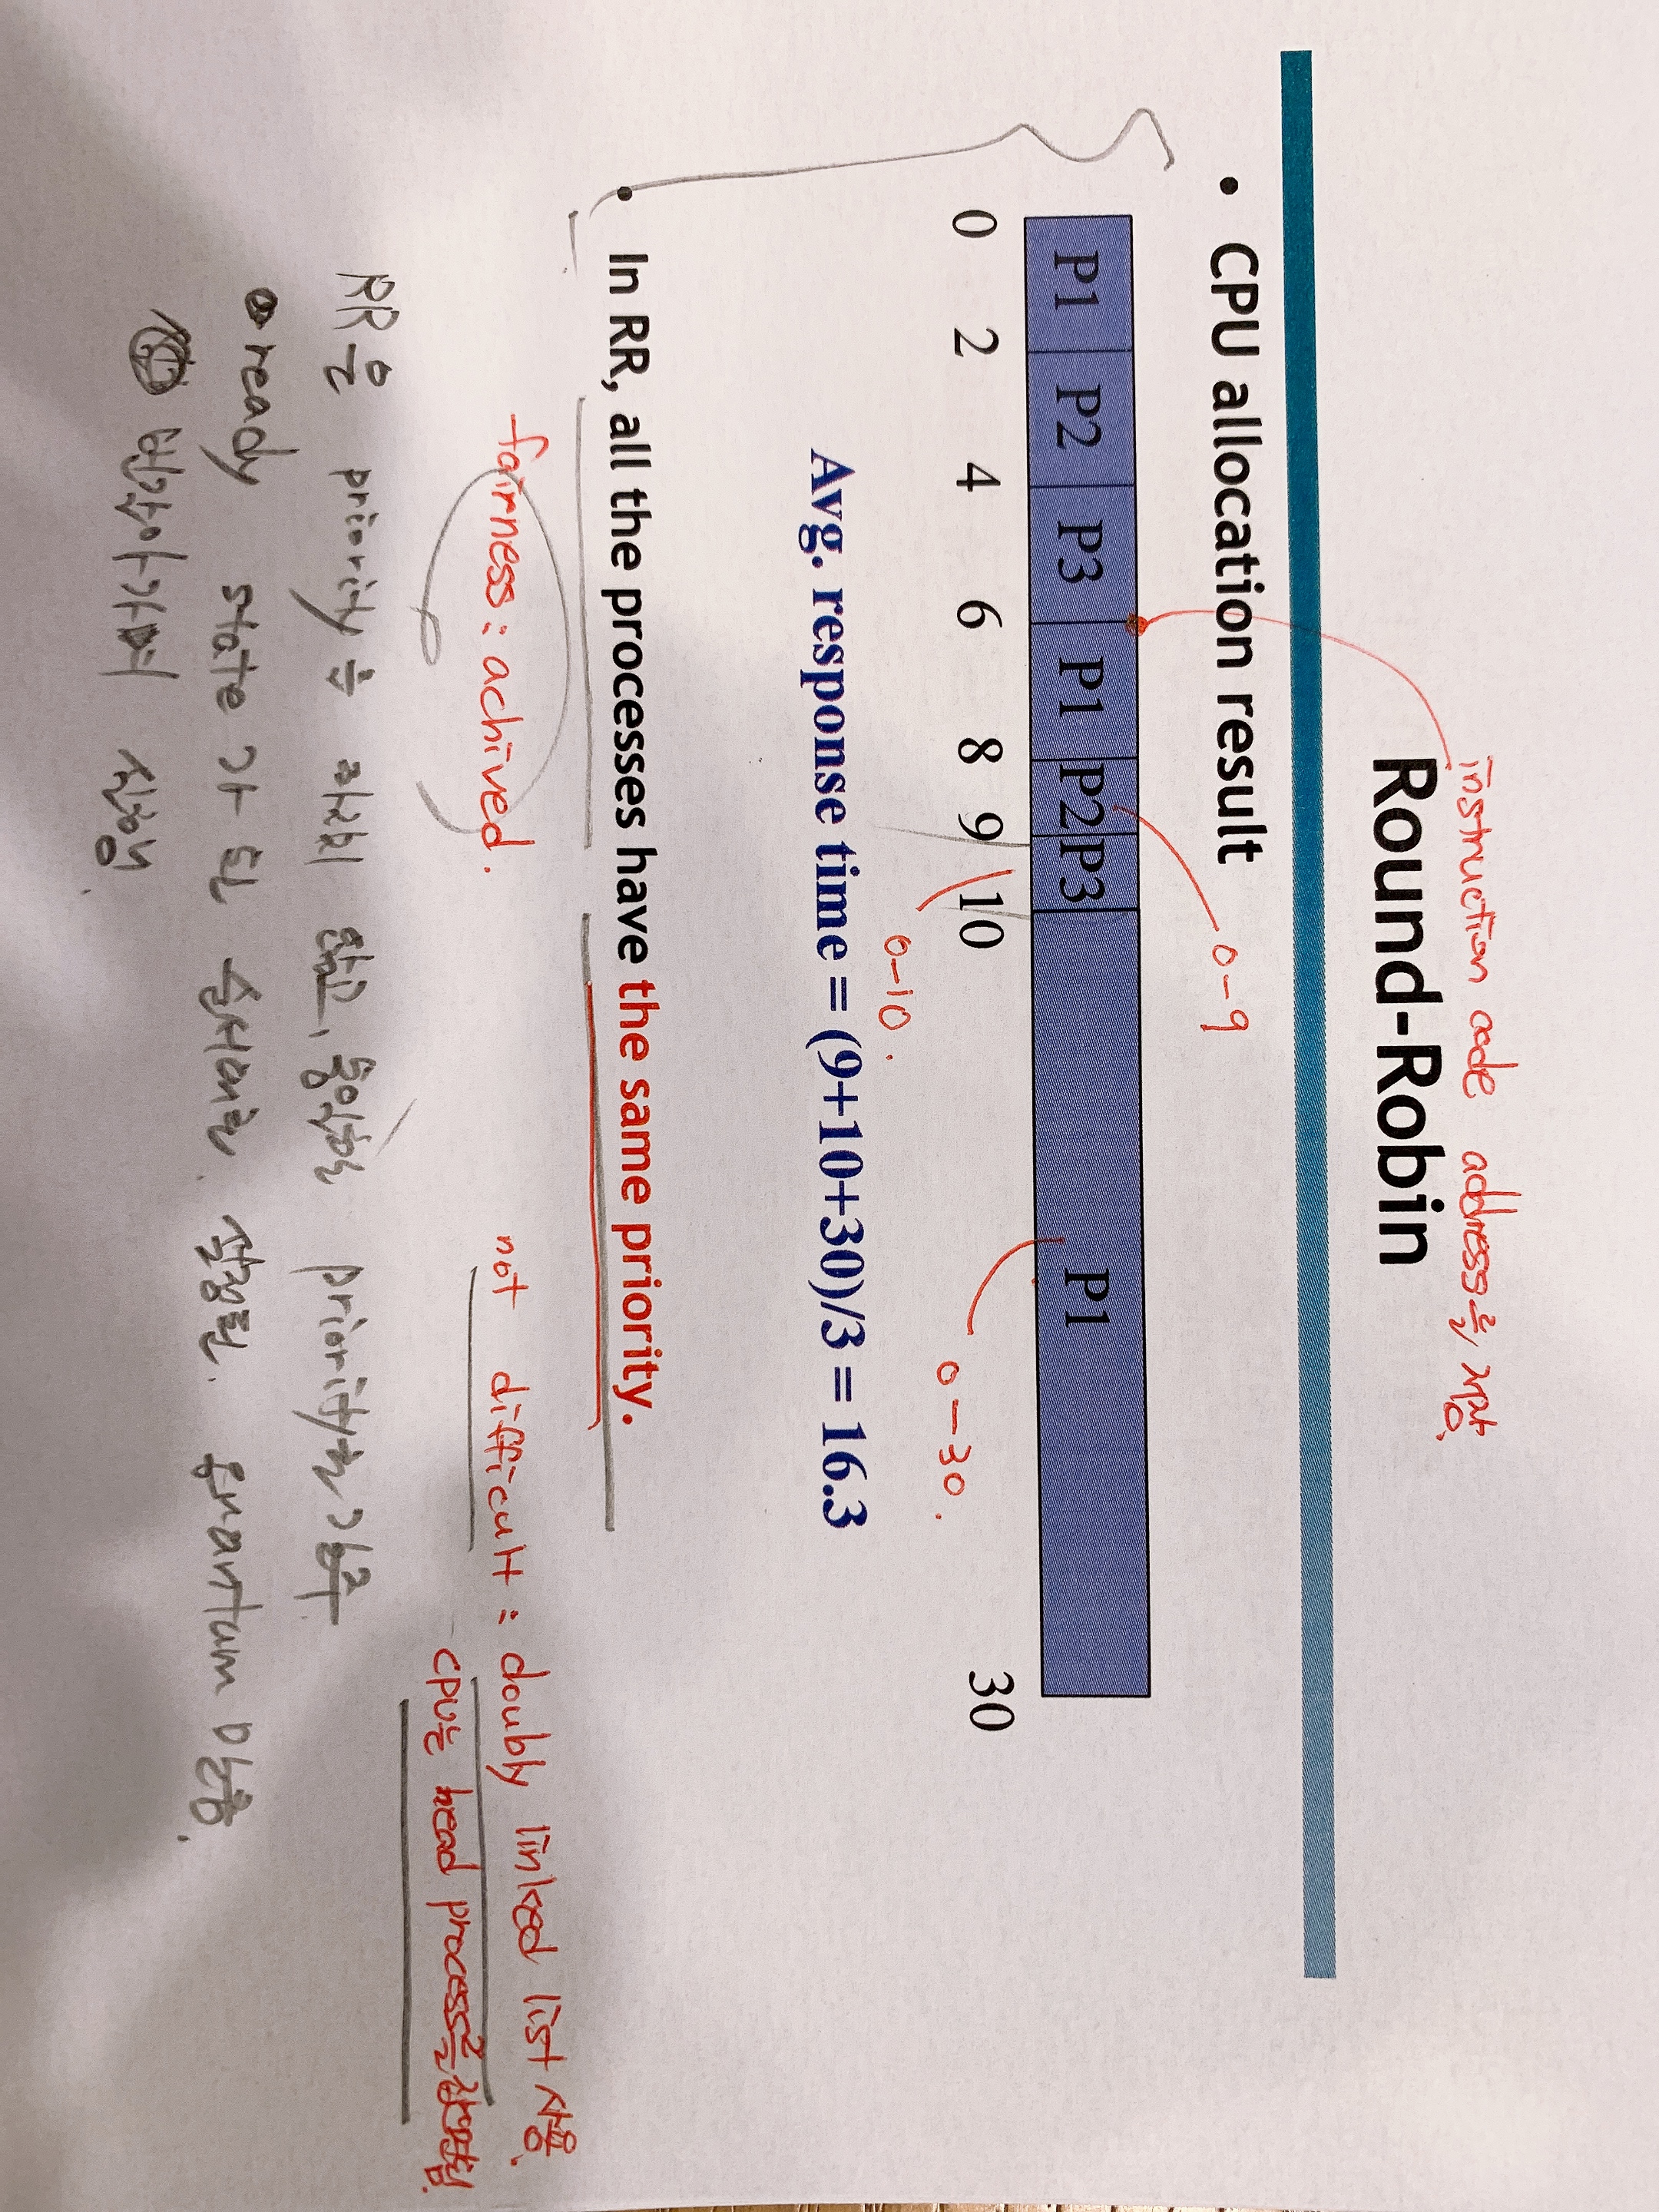 instruction code address를 저장.
Round-Robin
• CPU allocation result
0-9
P1 P2 P3 P1 P2 P3 P1
0 2 4 6 8 9 10 30
0-30.
0-10.
Avg. response time = (9+10+30)/3 = 16.3
• In RR, all the processes have the same priority.
fairness: achived.
not difficult : doubly linked list 사용.
CPU는 head process를 잡으면됨.
RR은 priority를 따지지 않고, 동일한 priority로 간주.
ready state가 된 순서대로 설정된 quantum 만큼.
번갈아가며 실행.